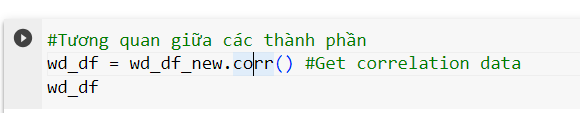 #Tương quan giữa các thành phần
wd_df = wd_df_new.corr() #Get correlation data
wd_df